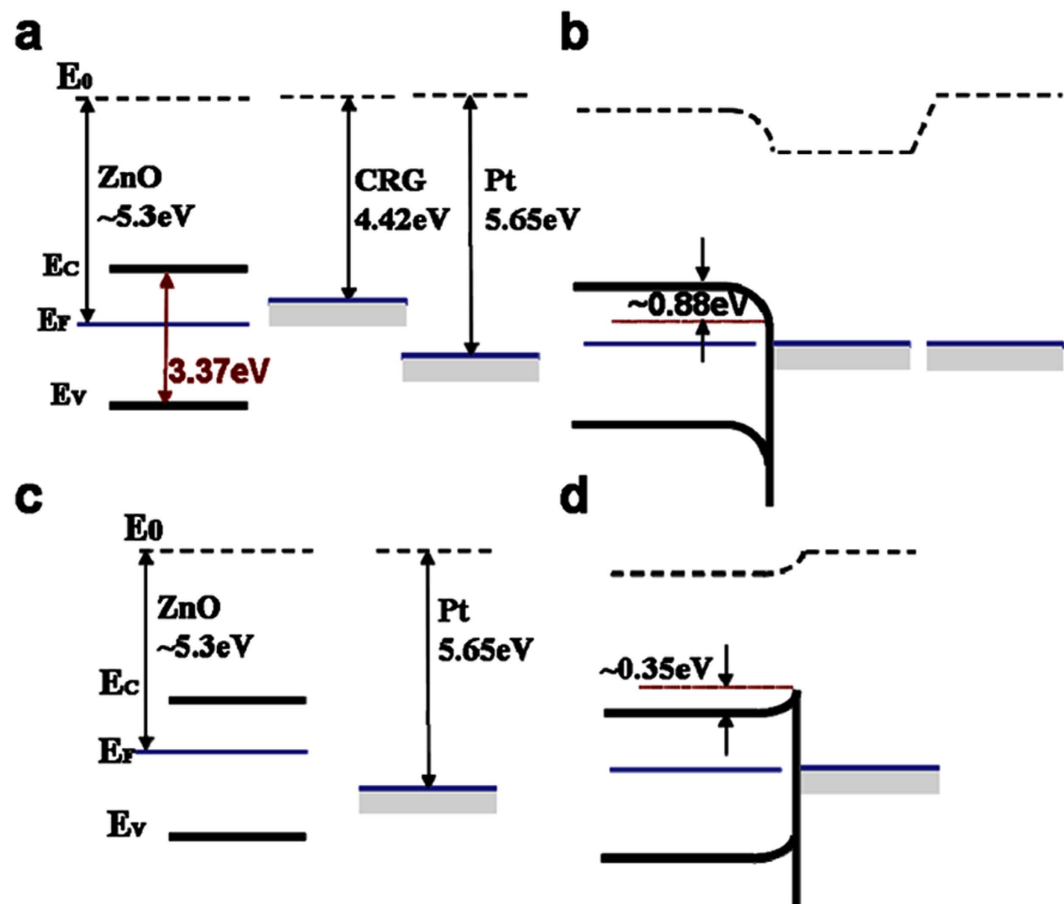 a
E0
ZnO
~5.3eV
CRG
4.42eV
Pt
5.65eV
EC
EF
3.37eV
EV
b
~0.88eV
c
E0
ZnO
~5.3eV
Pt
5.65eV
EC
EF
EV
d
~0.35eV